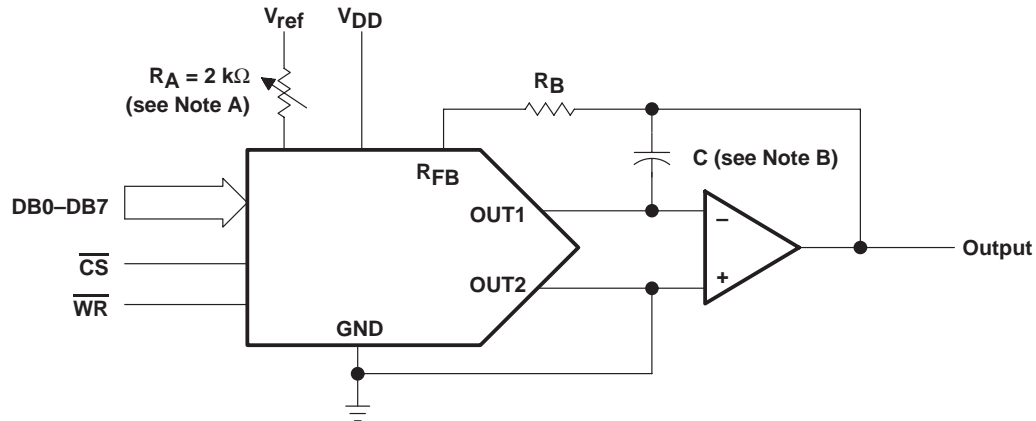 Vref
VDD
RA = 2 kΩ
(see Note A)
RB
C (see Note B)
RFB
DB0–DB7
OUT1
–
Output
CS
OUT2
+
WR
GND